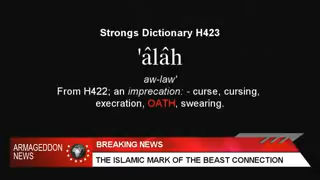 Strongs Dictionary H423
'âlâh
aw-law'
From H422; an imprecation: - curse, cursing,
execration, OATH, swearing.
BREAKING NEWS
ARMAGEDDON
NEWS
THE ISLAMIC MARK OF THE BEAST CONNECTION